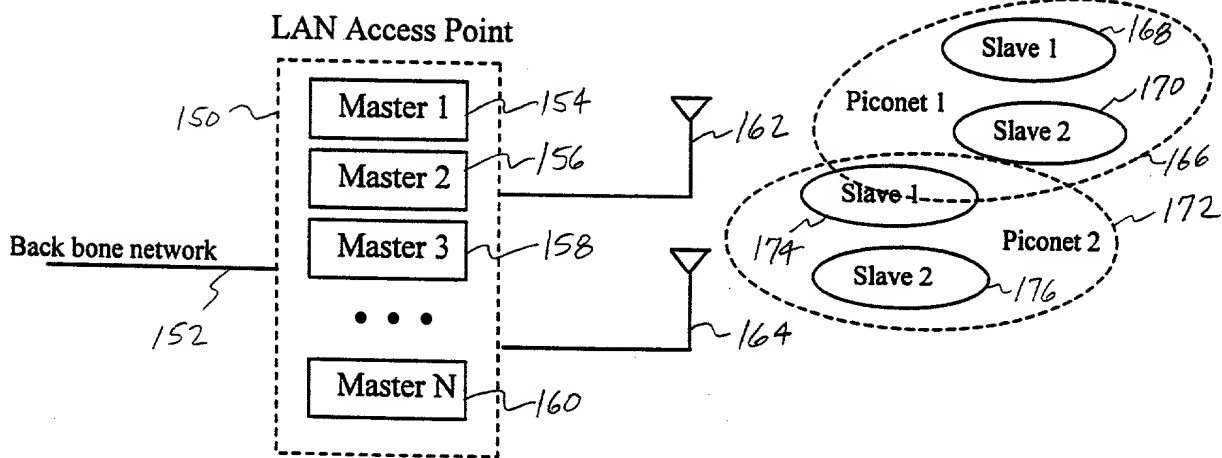 LAN Access Point
150
Master 1
154
Master 2
156
Master 3
158
• • •
Master N
160
Back bone network
152
162
164
Piconet 1
Slave 1
168
Slave 2
170
166
Slave 1
174
172
Piconet 2
Slave 2
176